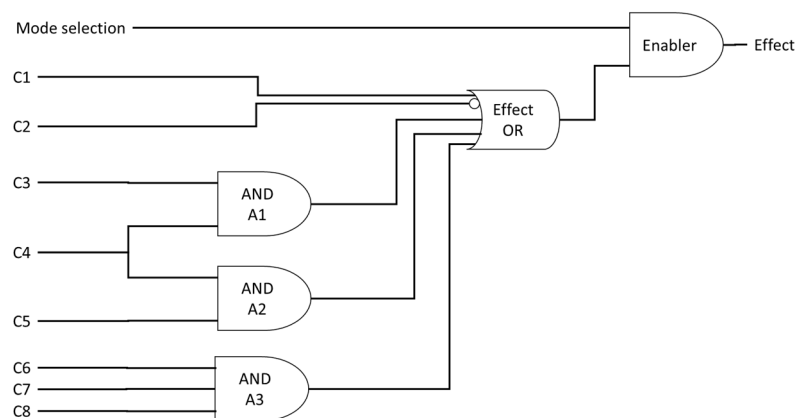 Mode selection
Enabler
Effect
C1
Effect
OR
C2
C3
AND
A1
C4
AND
A2
C5
C6
AND
A3
C7
C8